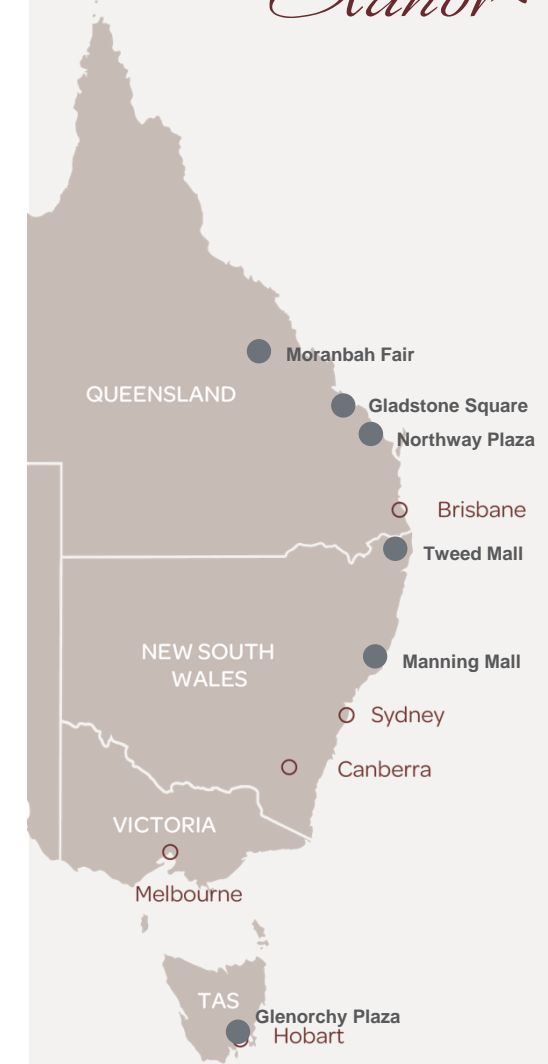 Moranbah Fair
QUEENSLAND
Gladstone Square
Northway Plaza
Brisbane
Tweed Mall
NEW SOUTH
WALES
Manning Mall
Sydney
Canberra
VICTORIA
Melbourne
TAS
Glenorchy Plaza
Hobart